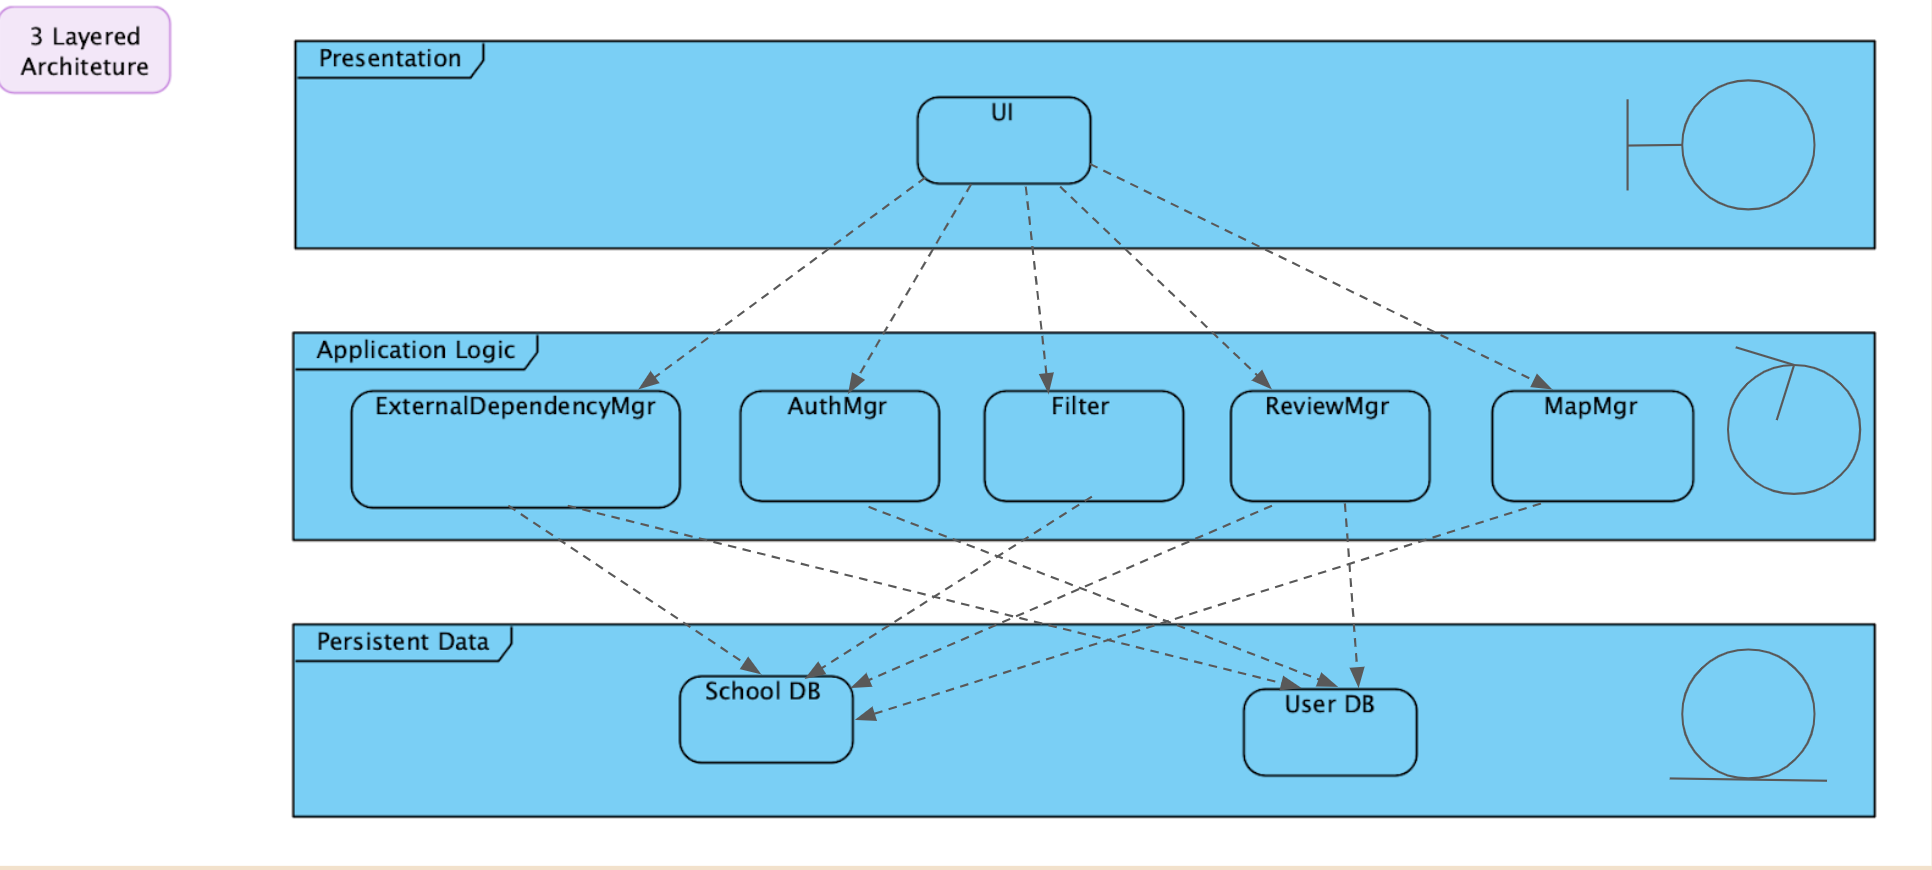 3 Layered
Architeture
Presentation
UI
Application Logic
ExternalDependencyMgr
AuthMgr
Filter
ReviewMgr
MapMgr
Persistent Data
School DB
User DB